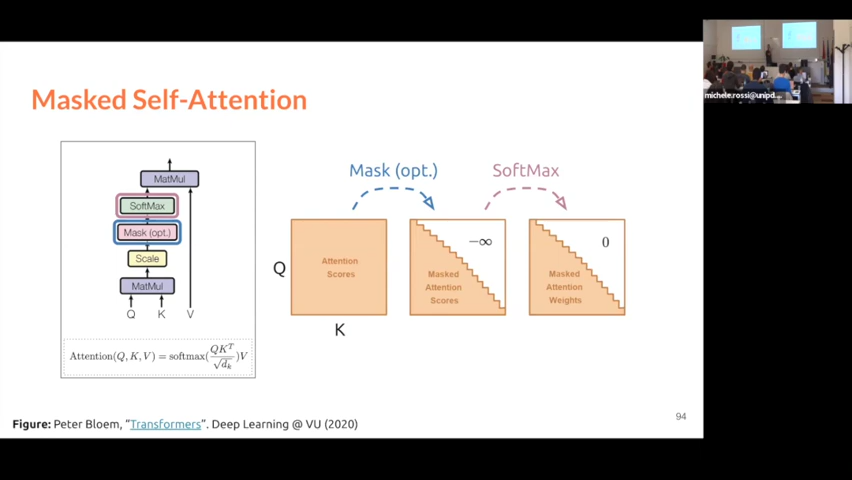 Masked Self-Attention
MatMul
SoftMax
Mask (opt.)
Scale
MatMul
Q K V
Attention(Q, K, V) = softmax(QK^T / √d_k)V
Mask (opt.)
SoftMax
Q
K
Attention
Scores
−∞
Masked
Attention
Scores
0
Masked
Attention
Weights
94
Figure: Peter Bloem, “Transformers”. Deep Learning @ VU (2020)
michele.rossi@unipd....